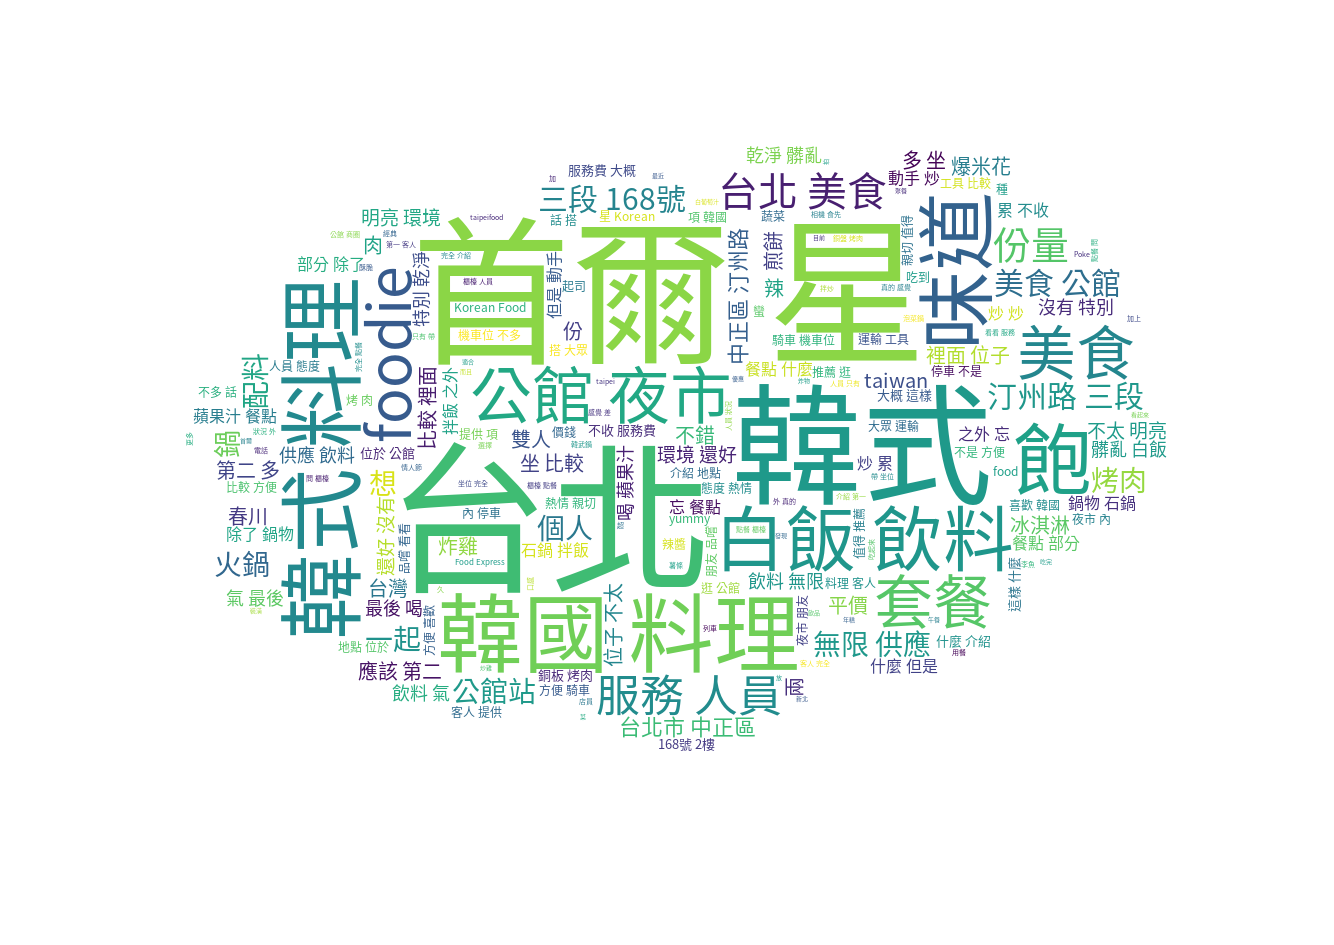 乾淨 髒亂
多 坐
爆米花
服務費 大概
台北 美食
動手 炒
工具 比較
種
三段 168號
累 不收
明亮 環境
taipeifood
話 搭
星 Korean
項 韓國
蔬菜
親切 值得
味道
份量
肉
首爾
星
汀州路
中正區
煎餅
部分 除了
特別 乾淨
但是 動手
起司
辣
吃到
美食 公館
Poke
韓式 料理
foodie
Korean Food
份
蠻
沒有 特別
炒 炒
加上
機車位 不多
搭 大眾
騎車 機車位
運輸 工具
裡面 位子
美食
配料
人員 態度
餐點 什麼
推薦 逛
停車 不是
公館 夜市
taipei
taiwan
不多 話
烤 肉
比較 裡面
拌飯 之外
大概 這樣
汀州路 三段
蘋果汁 餐點
鍋
提供 項
雙人
價錢
不收 服務費
不錯
韓式
大眾 運輸
之外 忘
飽
不太 明亮
供應 飲料
位於 公館
台北
環境 還好
炒 累
不是 方便
髒亂 白飯
第二 多
想
坐 比較
喝 蘋果汁
介紹 地點
food
烤肉
比較 方便
態度 熱情
熱情 親切
忘 餐點
鍋物 石鍋
喜歡 韓國
春川
還好 沒有
品嚐 看看
內 停車
個人
yummy
白飯 飲料
值得 推薦
冰淇淋
夜市 內
除了 鍋物
炸雞
石鍋 拌飯
辣醬
朋友 品嚐
餐點 部分
火鍋
Food Express
台灣
逛 公館
飲料 無限
料理 客人
套餐
這樣 什麼
氣 最後
最後 喝
方便 喜歡
韓國 料理
位子 不太
夜市 朋友
平價
一起
無限 供應
什麼 介紹
地點 位於
什麼 但是
應該 第二
銅板 烤肉
飲料 氣
公館站
方便 騎車
服務 人員
國
客人 提供
台北市 中正區
168號 2樓